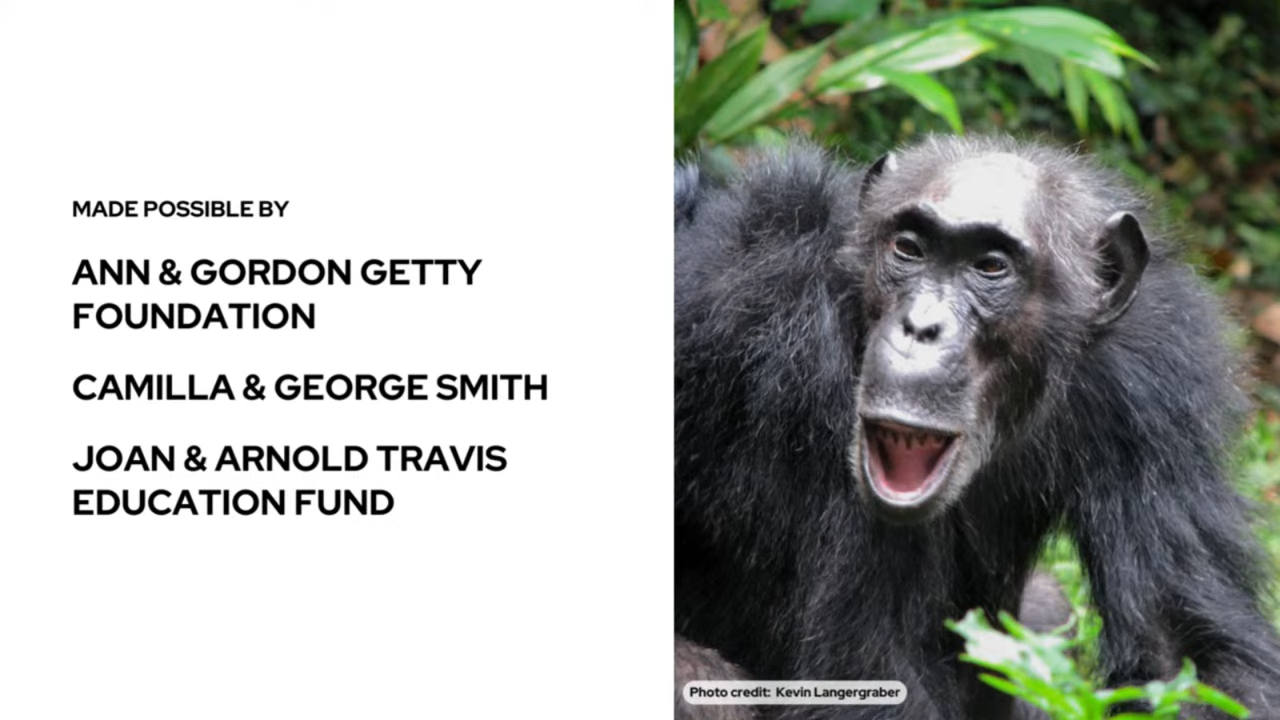 MADE POSSIBLE BY
ANN & GORDON GETTY
FOUNDATION
CAMILLA & GEORGE SMITH
JOAN & ARNOLD TRAVIS
EDUCATION FUND
Photo credit: Kevin Langergraber